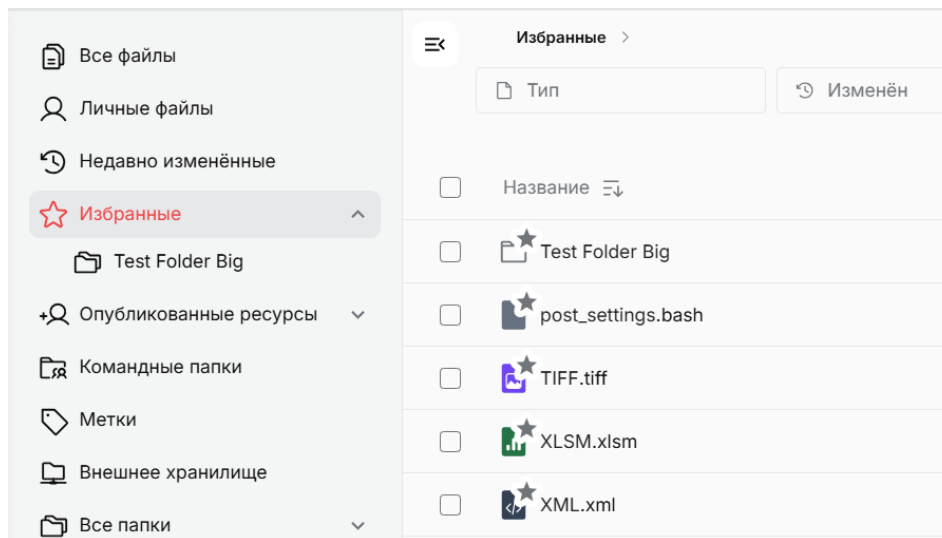 Все файлы
Личные файлы
Недавно изменённые
Избранные
Test Folder Big
Опубликованные ресурсы
Командные папки
Метки
Внешнее хранилище
Все папки
Избранные
Тип
Изменён
Название
Test Folder Big
post_settings.bash
TIFF.tiff
XLSM.xlsm
XML.xml